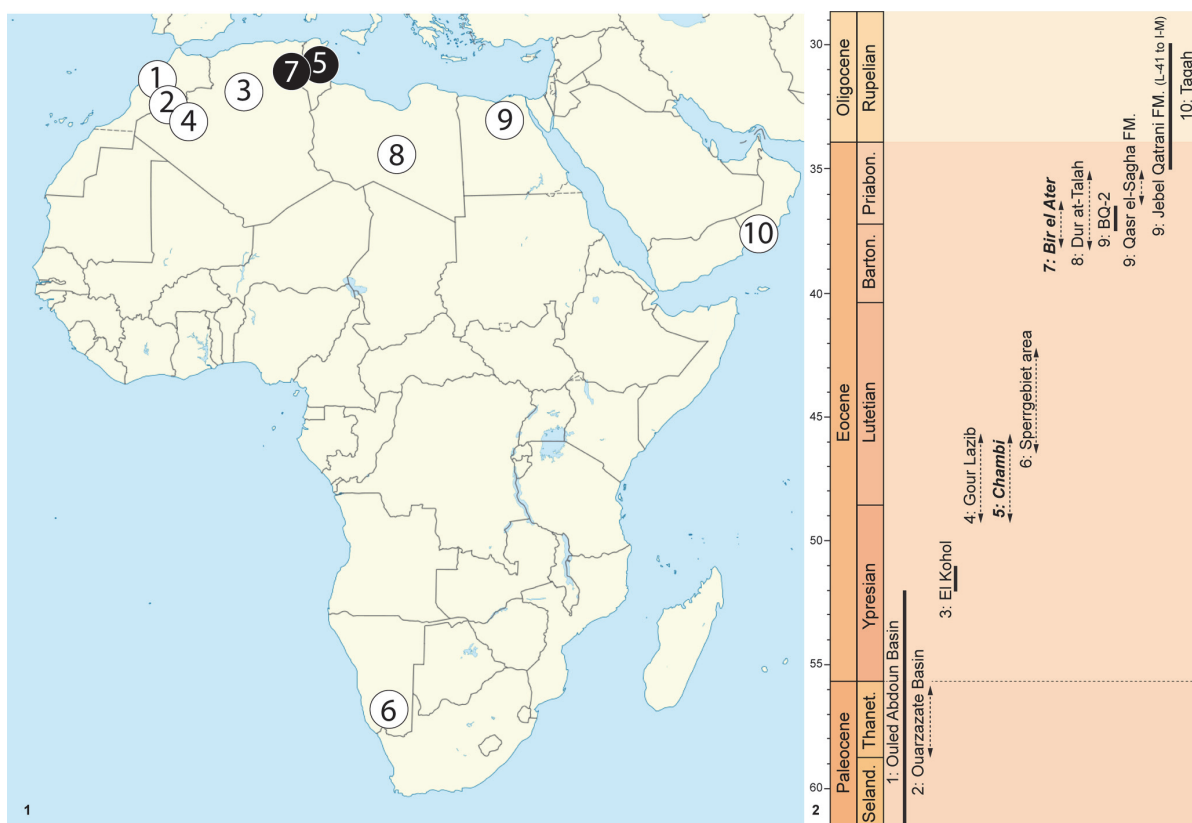 1
2
3
4
5
6
7
8
9
10
1
2
30
35
40
45
50
55
60
Oligocene
Eocene
Paleocene
Rupelian
Priabon.
Barton.
Lutetian
Ypresian
Thanet.
Seland.
1: Ouled Abdoun Basin
2: Ouarzazate Basin
3: El Kohol
4: Gour Lazib
5: Chambi
6: Sperrgebiet area
7: Bir el Ater
8: Dur at-Talah
9: BQ-2
9: Qasr el-Sagha FM.
9: Jebel Qatrani FM. (L-41 to I-M)
10: Taqah